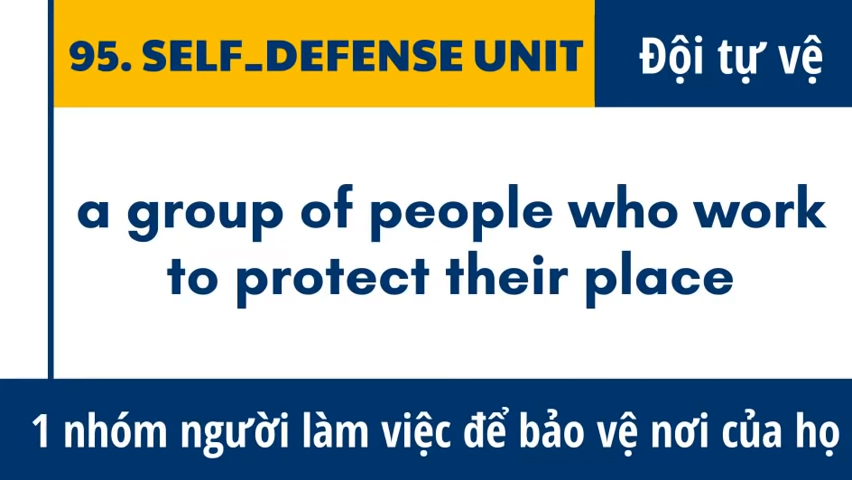 95. SELF_DEFENSE UNIT
Đội tự vệ
a group of people who work
to protect their place
1 nhóm người làm việc để bảo vệ nơi của họ